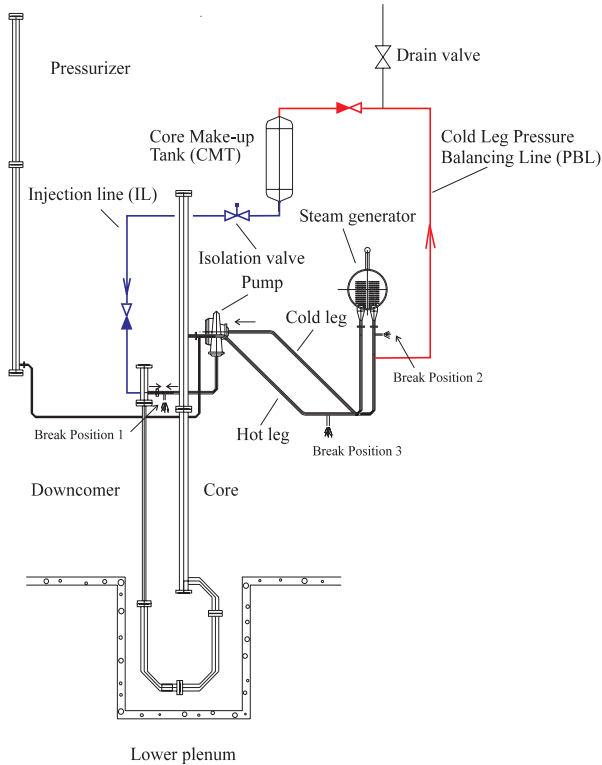 Drain valve
Pressurizer
Core Make-up
Tank (CMT)
Cold Leg Pressure
Balancing Line (PBL)
Injection line (IL)
Steam generator
Isolation valve
Pump
Cold leg
Break Position 2
Break Position 1
Hot leg
Break Position 3
Downcomer
Core
Lower plenum